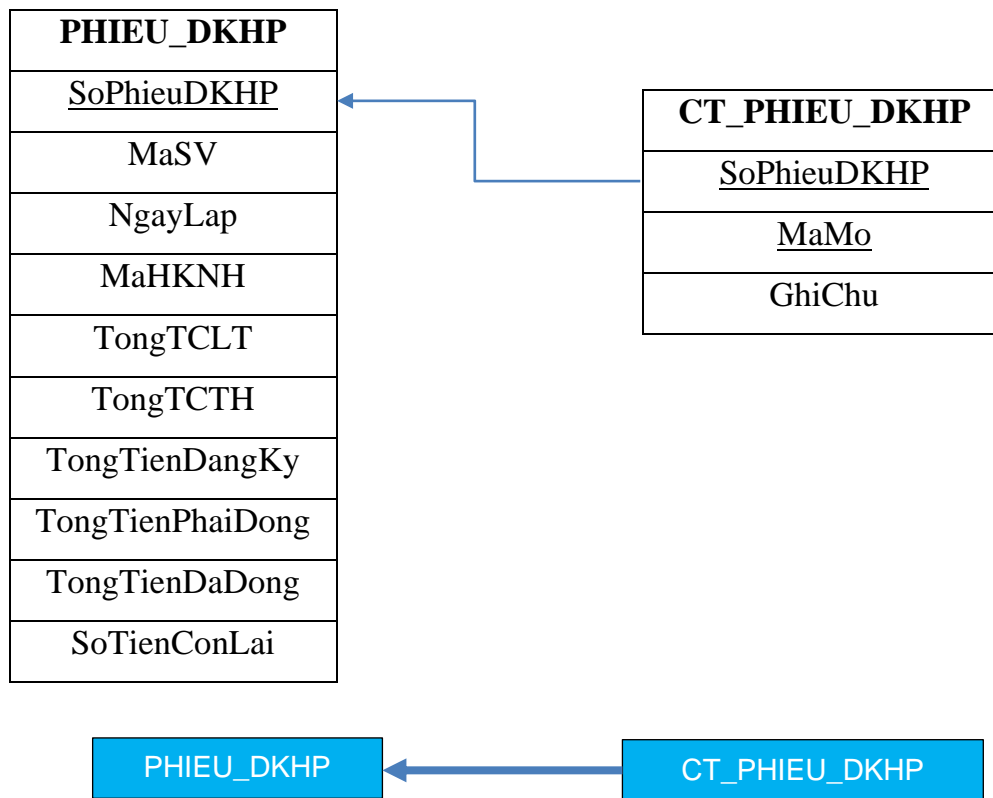 PHIEU_DKHP
SoPhieuDKHP
MaSV
NgayLap
MaHKNH
TongTCLT
TongTCTH
TongTienDangKy
TongTienPhaiDong
TongTienDaDong
SoTienConLai
CT_PHIEU_DKHP
SoPhieuDKHP
MaMo
GhiChu
PHIEU_DKHP
CT_PHIEU_DKHP